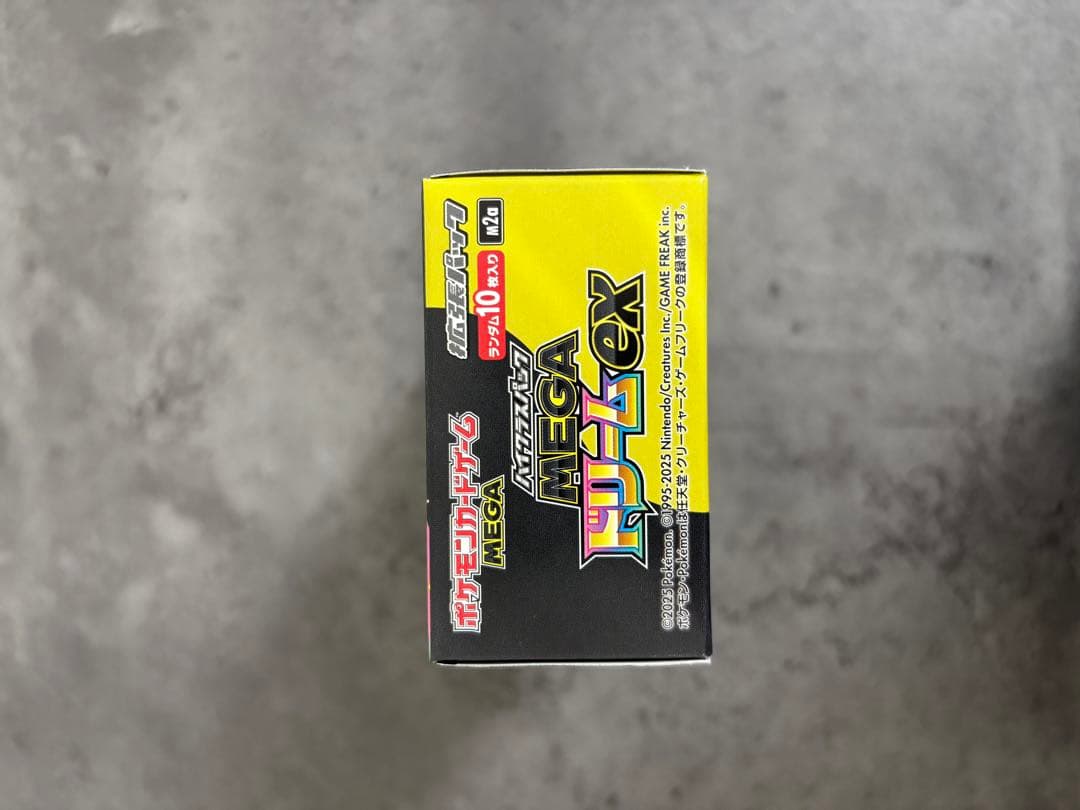 ポケモンカードゲーム
MEGA
拡張パック
ランダム10枚入り
M2a
ハイクラスパック
MEGA
ドリームex
©2025 Pokémon. ©1995-2025 Nintendo/Creatures Inc./GAME FREAK inc.
ポケモン・Pokémonは任天堂・クリーチャーズ・ゲームフリークの登録商標です。